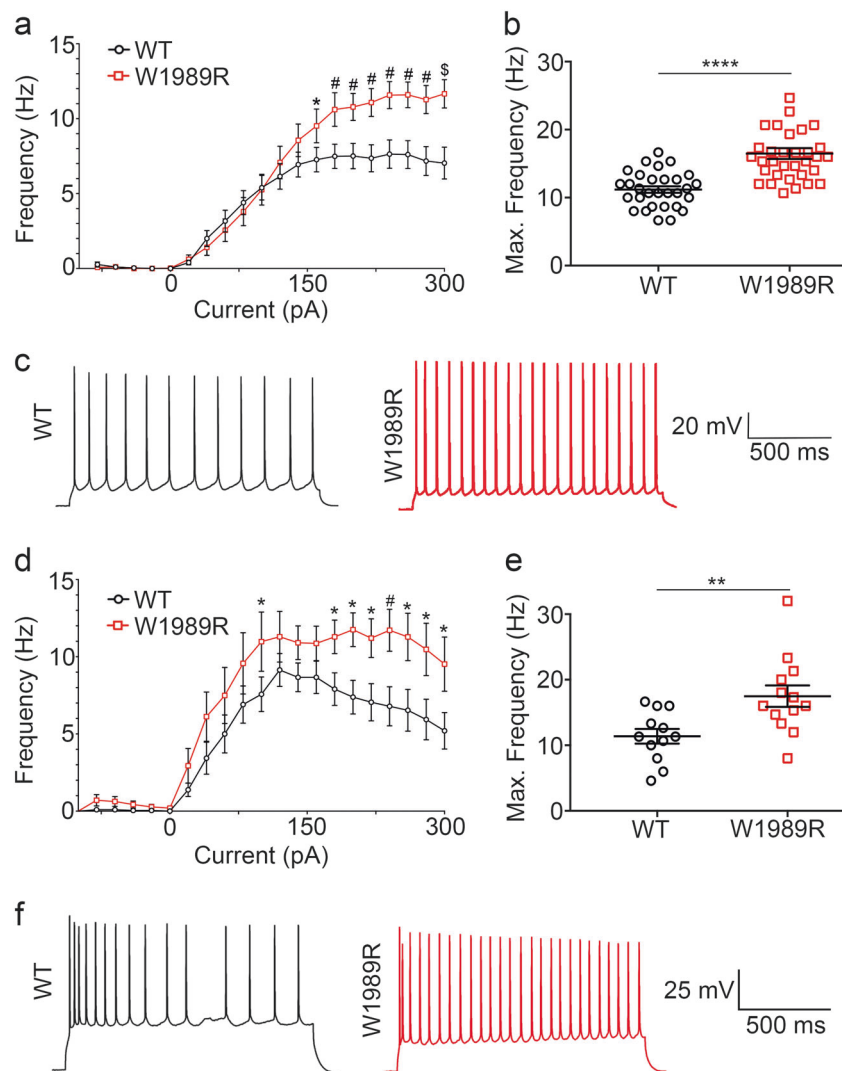 a
WT
W1989R
* # # # # # # $
Frequency (Hz)
15
10
5
0
0 150 300
Current (pA)
b
****
Max. Frequency (Hz)
30
20
10
0
WT W1989R
c
WT
W1989R
20 mV
500 ms
d
WT
W1989R
* * * * # * * *
Frequency (Hz)
15
10
5
0
0 150 300
Current (pA)
e
**
Max. Frequency (Hz)
30
20
10
0
WT W1989R
f
WT
W1989R
25 mV
500 ms